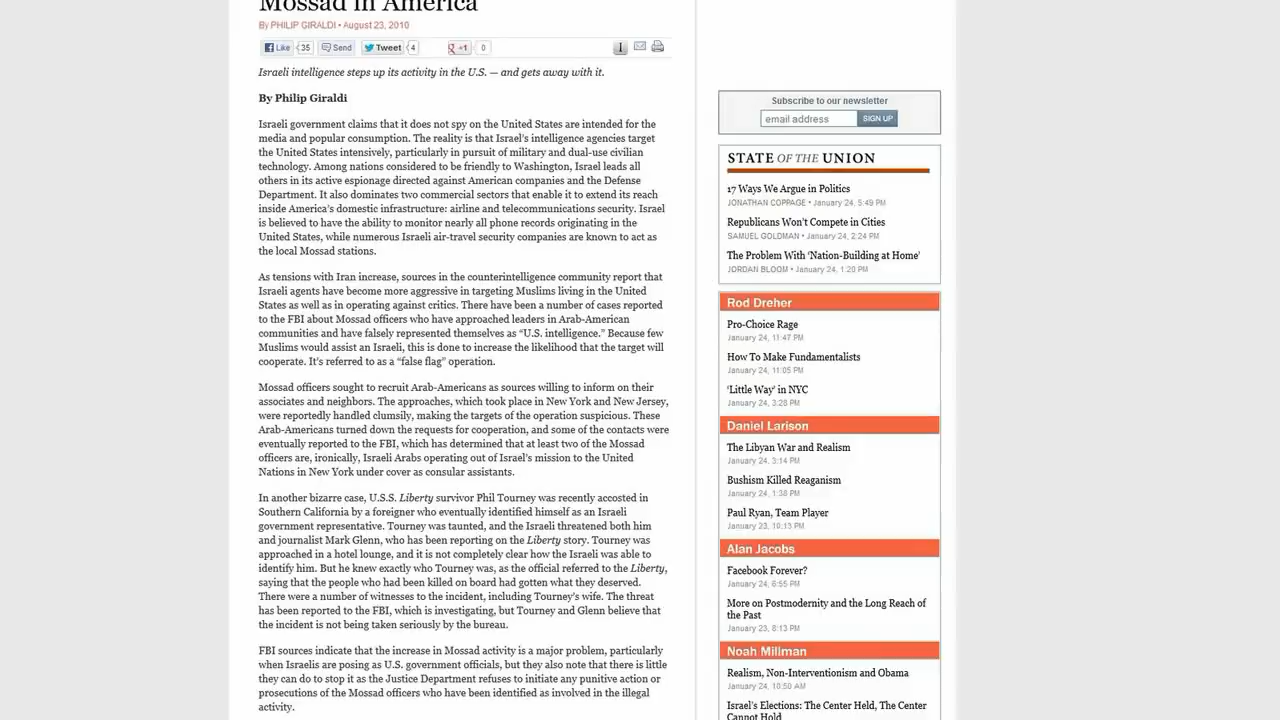 Mossad in America
By PHILIP GIRALDI • August 23, 2010
Like 35 Send Tweet 4 +1 0
Israeli intelligence steps up its activity in the U.S. — and gets away with it.
By Philip Giraldi
Israeli government claims that it does not spy on the United States are intended for the
media and popular consumption. The reality is that Israel's intelligence agencies target
the United States intensively, particularly in pursuit of military and dual-use civilian
technology. Among nations considered to be friendly to Washington, Israel leads all
others in its active espionage directed against American companies and the Defense
Department. It also dominates two commercial sectors that enable it to extend its reach
inside America's domestic infrastructure: airline and telecommunications security. Israel
is believed to have the ability to monitor nearly all phone records originating in the
United States, while numerous Israeli air-travel security companies are known to act as
the local Mossad stations.
As tensions with Iran increase, sources in the counterintelligence community report that
Israeli agents have become more aggressive in targeting Muslims living in the United
States as well as in operating against critics. There have been a number of cases reported
to the FBI about Mossad officers who have approached leaders in Arab-American
communities and have falsely represented themselves as “U.S. intelligence.” Because few
Muslims would assist an Israeli, this is done to increase the likelihood that the target will
cooperate. It's referred to as a “false flag” operation.
Mossad officers sought to recruit Arab-Americans as sources willing to inform on their
associates and neighbors. The approaches, which took place in New York and New Jersey,
were reportedly handled clumsily, making the targets of the operation suspicious. These
Arab-Americans turned down the requests for cooperation, and some of the contacts were
eventually reported to the FBI, which has determined that at least two of the Mossad
officers are, ironically, Israeli Arabs operating out of Israel's mission to the United
Nations in New York under cover as consular assistants.
In another bizarre case, U.S.S. Liberty survivor Phil Tourney was recently accosted in
Southern California by a foreigner who eventually identified himself as an Israeli
government representative. Tourney was taunted, and the Israeli threatened both him
and journalist Mark Glenn, who has been reporting on the Liberty story. Tourney was
approached in a hotel lounge, and it is not completely clear how the Israeli was able to
identify him. But he knew exactly who Tourney was, as the official referred to the Liberty,
saying that the people who had been killed on board had gotten what they deserved.
There were a number of witnesses to the incident, including Tourney's wife. The threat
has been reported to the FBI, which is investigating, but Tourney and Glenn believe that
the incident is not being taken seriously by the bureau.
FBI sources indicate that the increase in Mossad activity is a major problem, particularly
when Israelis are posing as U.S. government officials, but they also note that there is little
they can do to stop it as the Justice Department refuses to initiate any punitive action or
prosecutions of the Mossad officers who have been identified as involved in the illegal
activity.
Subscribe to our newsletter
email address SIGN UP
STATE OF THE UNION
17 Ways We Argue in Politics
JONATHAN COPPAGE • January 24, 5:49 PM
Republicans Won't Compete in Cities
SAMUEL GOLDMAN • January 24, 2:24 PM
The Problem With ‘Nation-Building at Home’
JORDAN BLOOM • January 24, 1:20 PM
Rod Dreher
Pro-Choice Rage
January 24, 11:47 PM
How To Make Fundamentalists
January 24, 11:05 PM
‘Little Way’ in NYC
January 24, 3:28 PM
Daniel Larison
The Libyan War and Realism
January 24, 3:14 PM
Bushism Killed Reaganism
January 24, 1:38 PM
Paul Ryan, Team Player
January 23, 10:13 PM
Alan Jacobs
Facebook Forever?
January 24, 6:55 PM
More on Postmodernity and the Long Reach of
the Past
January 23, 8:13 PM
Noah Millman
Realism, Non-Interventionism and Obama
January 24, 10:50 AM
Israel's Elections: The Center Held, The Center
Cannot Hold